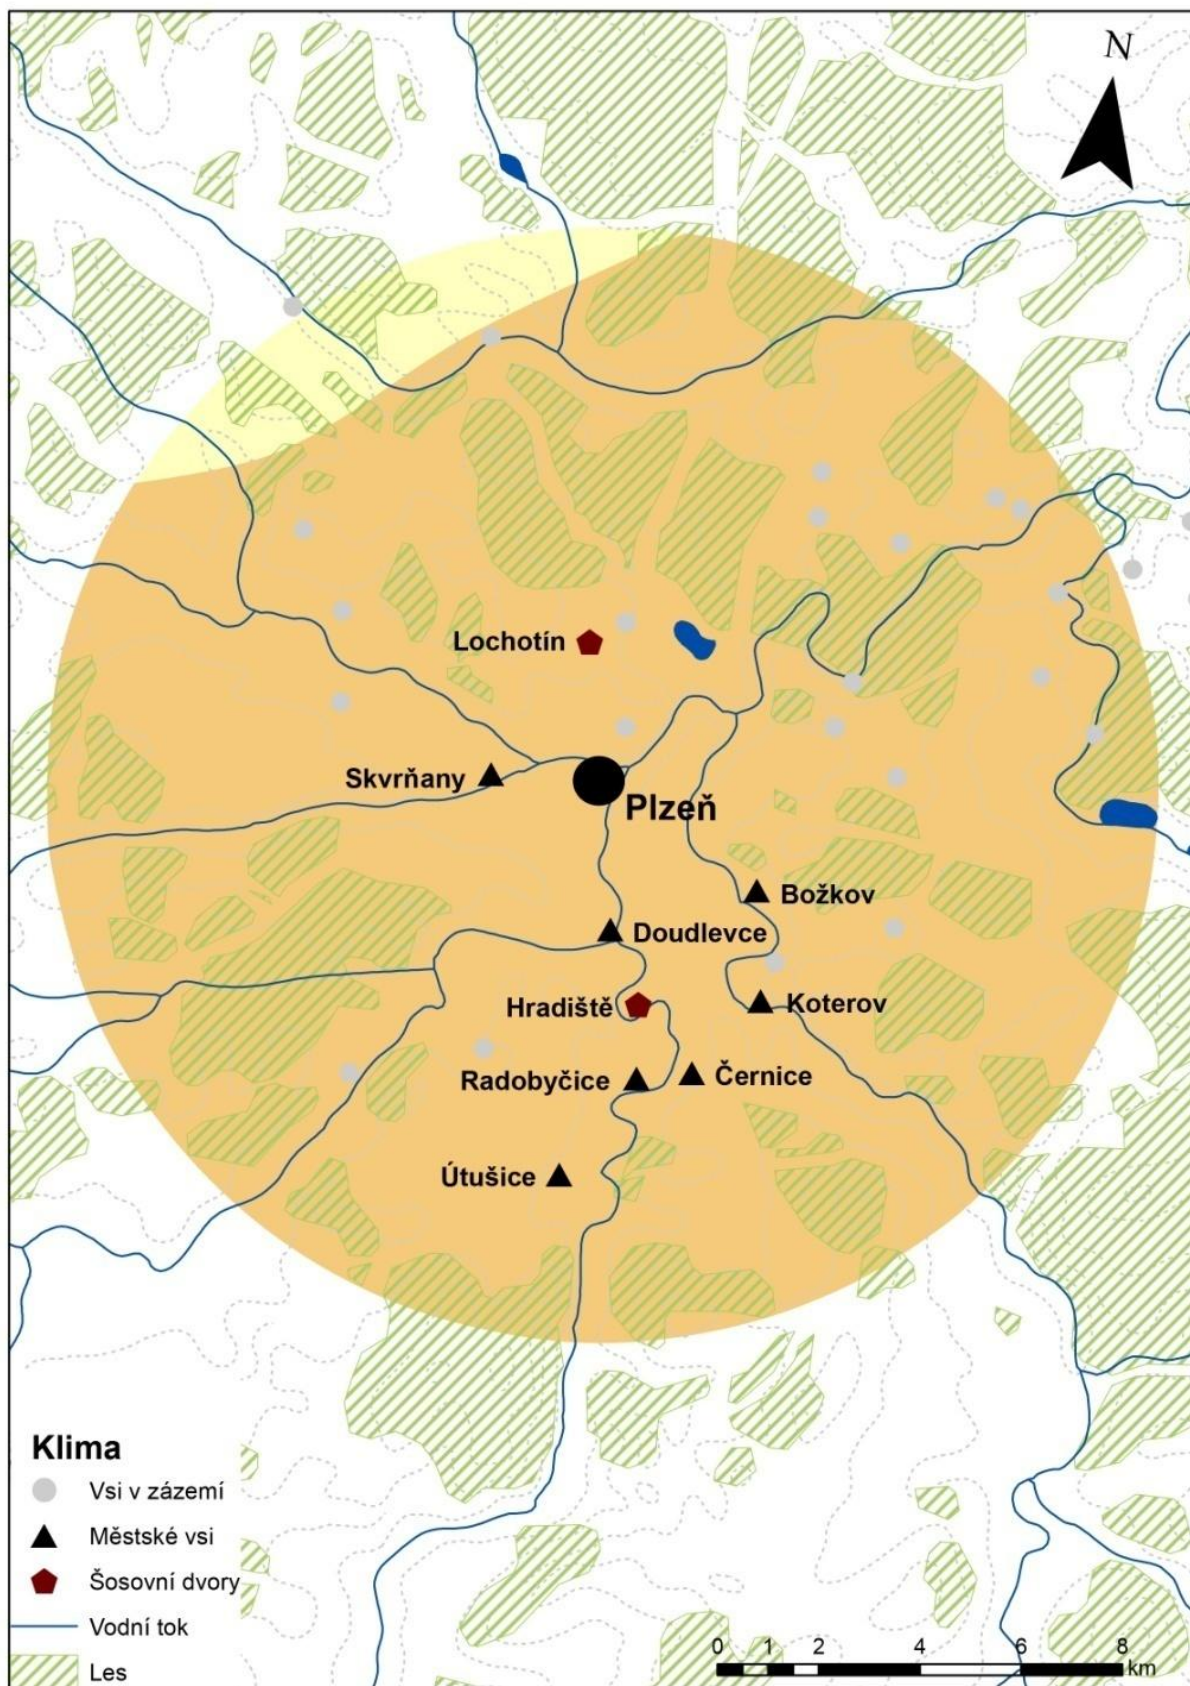 N
Lochotín
Skvrňany
Plzeň
Božkov
Doudlevce
Hradiště
Koterov
Radobyčice
Černice
Útušice
Klima
Vsi v zázemí
Městské vsi
Šosovní dvory
Vodní tok
Les
0 1 2 4 6 8
km